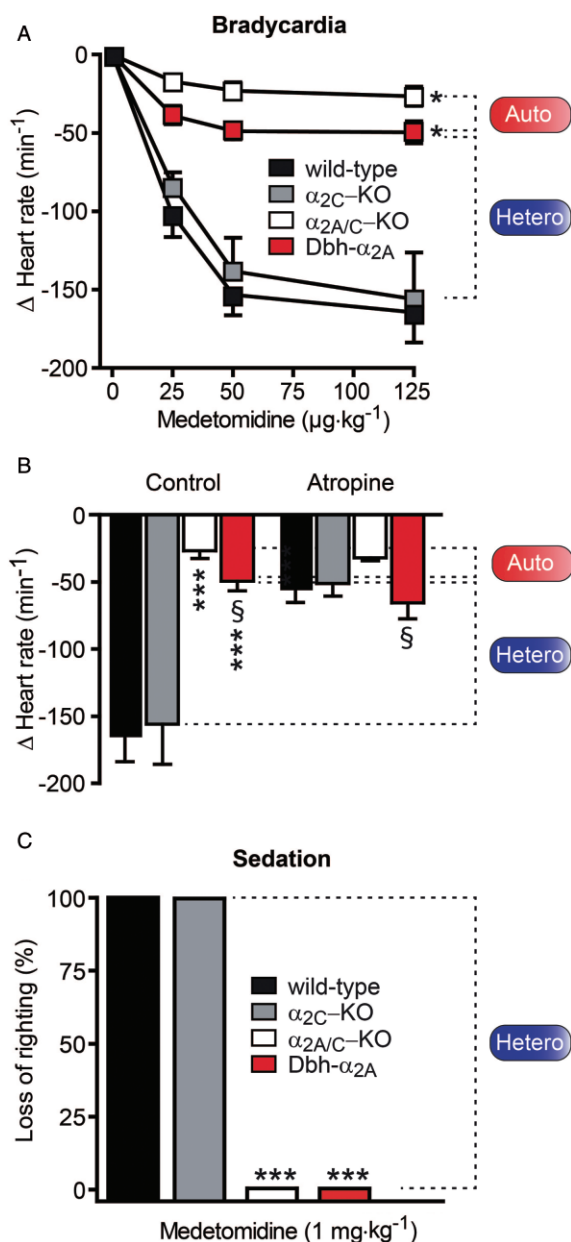 A
Bradycardia
0
-50
-100
-150
-200
Δ Heart rate (min⁻¹)
*
*
wild-type
α2C–KO
α2A/C–KO
Dbh-α2A
Auto
Hetero
0 25 50 75 100 125
Medetomidine (µg·kg⁻¹)
B
Control Atropine
0
-50
-100
-150
-200
Δ Heart rate (min⁻¹)
***
§
***
***
§
Auto
Hetero
C
Sedation
100
75
50
25
0
Loss of righting (%)
wild-type
α2C–KO
α2A/C–KO
Dbh-α2A
*** ***
Hetero
Medetomidine (1 mg·kg⁻¹)